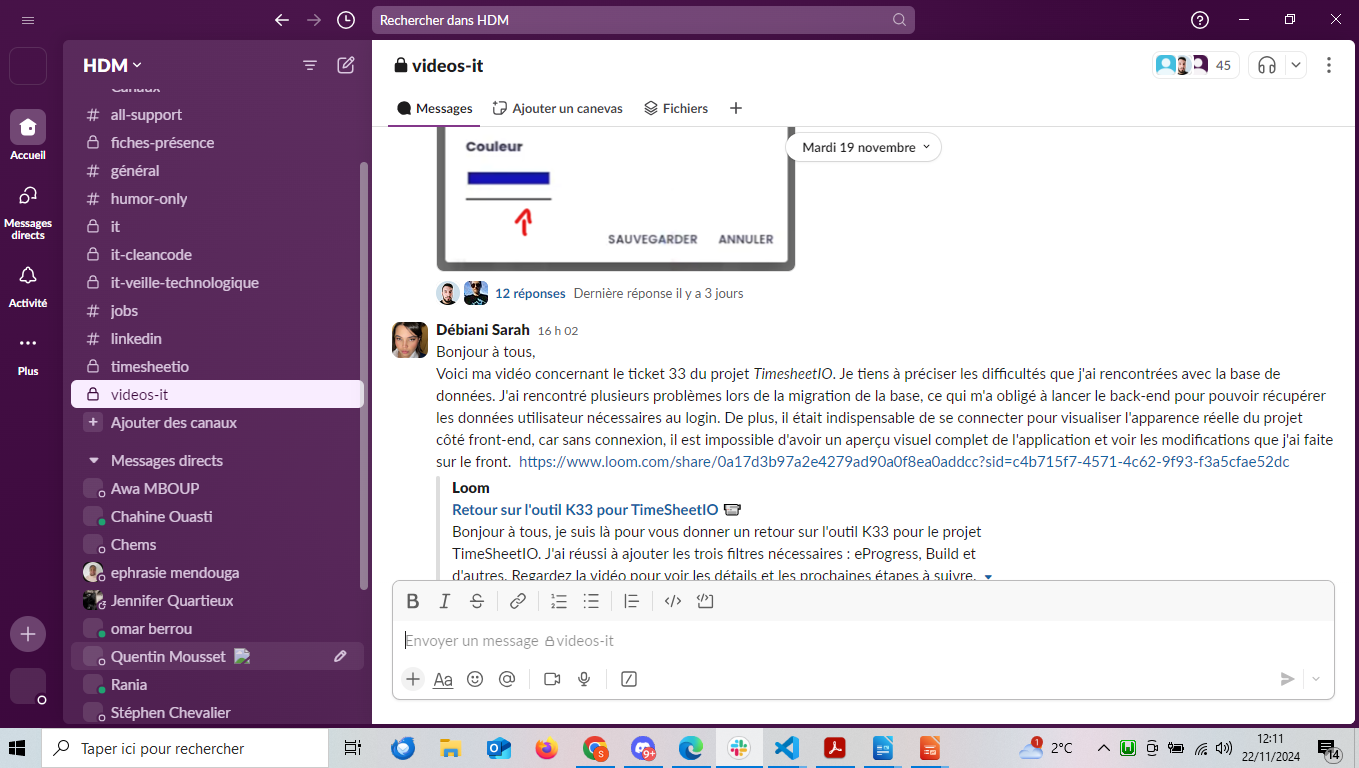 Rechercher dans HDM
HDM
Canaux
all-support
fiches-présence
général
humor-only
it
it-cleancode
it-veille-technologique
jobs
linkedin
timesheetio
videos-it
Ajouter des canaux
Messages directs
Awa MBOUP
Chahine Ouasti
Chems
ephrasie mendouga
Jennifer Quartieux
omar berrou
Quentin Mousset
Rania
Stéphen Chevalier
Accueil
Messages
directs
Activité
Plus
videos-it
45
Messages
Ajouter un canevas
Fichiers
Mardi 19 novembre
Couleur
SAUVEGARDER ANNULER
12 réponses Dernière réponse il y a 3 jours
Débiani Sarah 16 h 02
Bonjour à tous,
Voici ma vidéo concernant le ticket 33 du projet TimesheetIO. Je tiens à préciser les difficultés que j'ai rencontrées avec la base de
données. J'ai rencontré plusieurs problèmes lors de la migration de la base, ce qui m'a obligé à lancer le back-end pour pouvoir récupérer
les données utilisateur nécessaires au login. De plus, il était indispensable de se connecter pour visualiser l'apparence réelle du projet
côté front-end, car sans connexion, il est impossible d'avoir un aperçu visuel complet de l'application et voir les modifications que j'ai faite
sur le front. https://www.loom.com/share/0a17d3b97a2e4279ad90a0f8ea0addcc?sid=c4b715f7-4571-4c62-9f93-f3a5cfae52dc
Loom
Retour sur l'outil K33 pour TimeSheetIO
Bonjour à tous, je suis là pour vous donner un retour sur l'outil K33 pour le projet
TimeSheetIO. J'ai réussi à ajouter les trois filtres nécessaires : eProgress, Build et
d'autres. Regardez la vidéo pour voir les détails et les prochaines étapes à suivre.
Envoyer un message videos-it
Aa
Taper ici pour rechercher
S
9+
1
2°C
12:11
22/11/2024
14